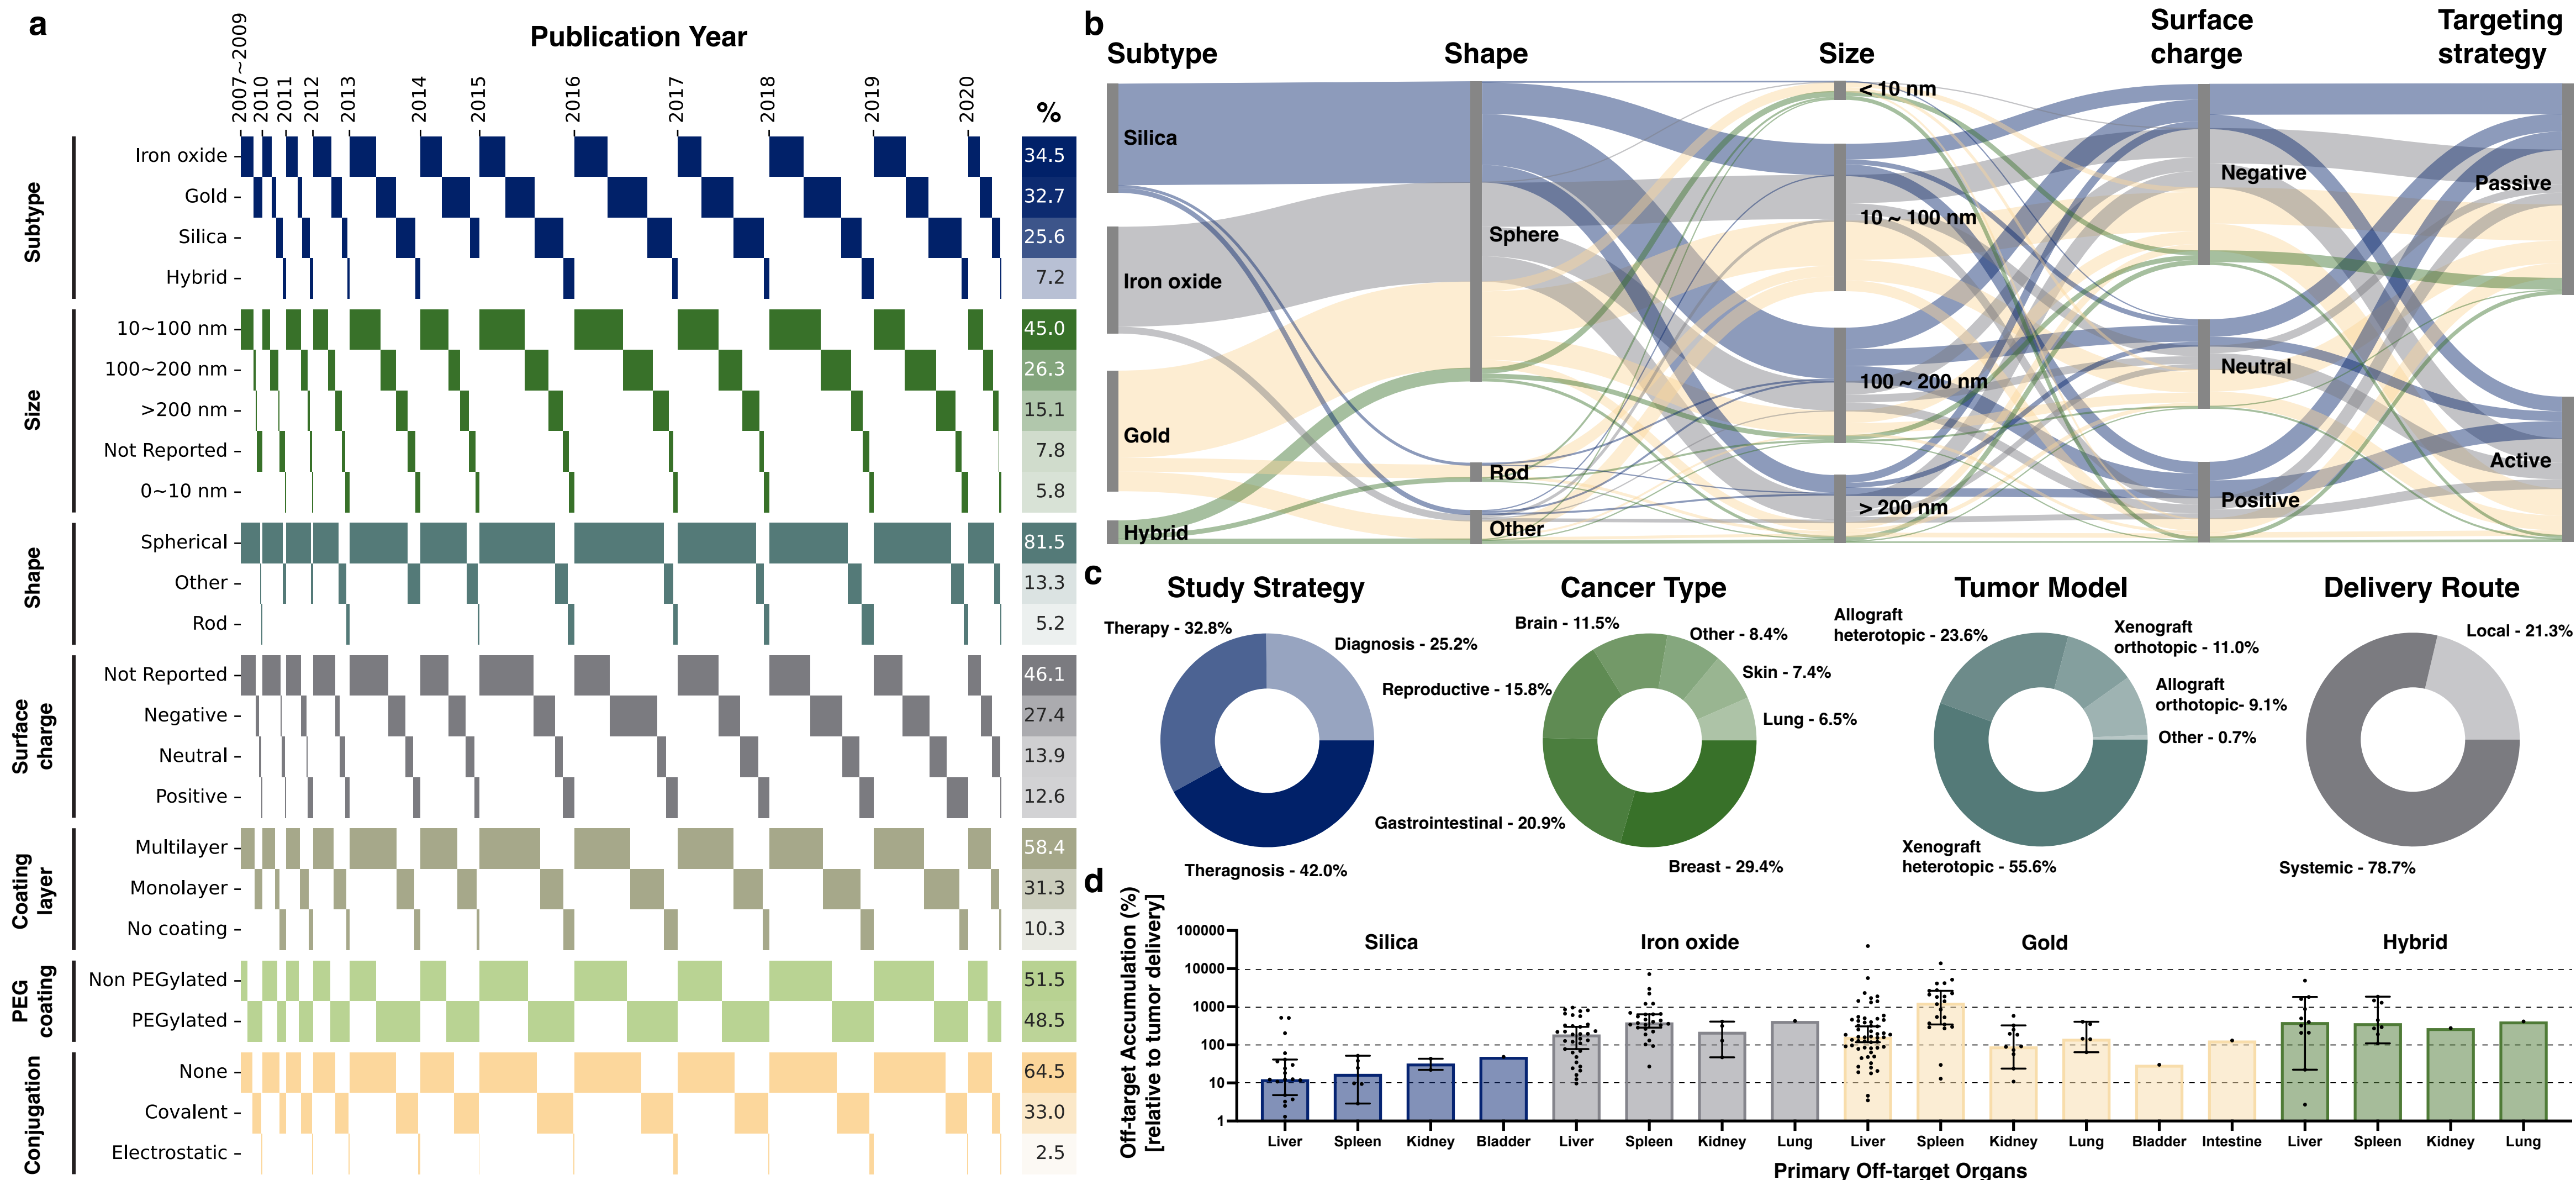 a
Publication Year
2007~2009
2010
2011
2012
2013
2014
2015
2016
2017
2018
2019
2020
%
Subtype
Iron oxide
34.5
Gold
32.7
Silica
25.6
Hybrid
7.2
Size
10~100 nm
45.0
100~200 nm
26.3
>200 nm
15.1
Not Reported
7.8
0~10 nm
5.8
Shape
Spherical
81.5
Other
13.3
Rod
5.2
Surface
charge
Not Reported
46.1
Negative
27.4
Neutral
13.9
Positive
12.6
Coating
layer
Multilayer
58.4
Monolayer
31.3
No coating
10.3
PEG
coating
Non PEGylated
51.5
PEGylated
48.5
Conjugation
None
64.5
Covalent
33.0
Electrostatic
2.5
b
Subtype
Shape
Size
Surface
charge
Targeting
strategy
Silica
Iron oxide
Gold
Hybrid
Sphere
Rod
Other
< 10 nm
10 ~ 100 nm
100 ~ 200 nm
> 200 nm
Negative
Neutral
Positive
Passive
Active
c
Study Strategy
Therapy - 32.8%
Diagnosis - 25.2%
Theragnosis - 42.0%
Cancer Type
Brain - 11.5%
Other - 8.4%
Skin - 7.4%
Reproductive - 15.8%
Lung - 6.5%
Gastrointestinal - 20.9%
Breast - 29.4%
Tumor Model
Allograft
heterotopic - 23.6%
Xenograft
orthotopic - 11.0%
Allograft
orthotopic- 9.1%
Other - 0.7%
Xenograft
heterotopic - 55.6%
Delivery Route
Local - 21.3%
Systemic - 78.7%
d
Off-target Accumulation (%)
[relative to tumor delivery]
100000
10000
1000
100
10
1
Silica
Iron oxide
Gold
Hybrid
Liver
Spleen
Kidney
Bladder
Liver
Spleen
Kidney
Lung
Liver
Spleen
Kidney
Lung
Bladder
Intestine
Liver
Spleen
Kidney
Lung
Primary Off-target Organs